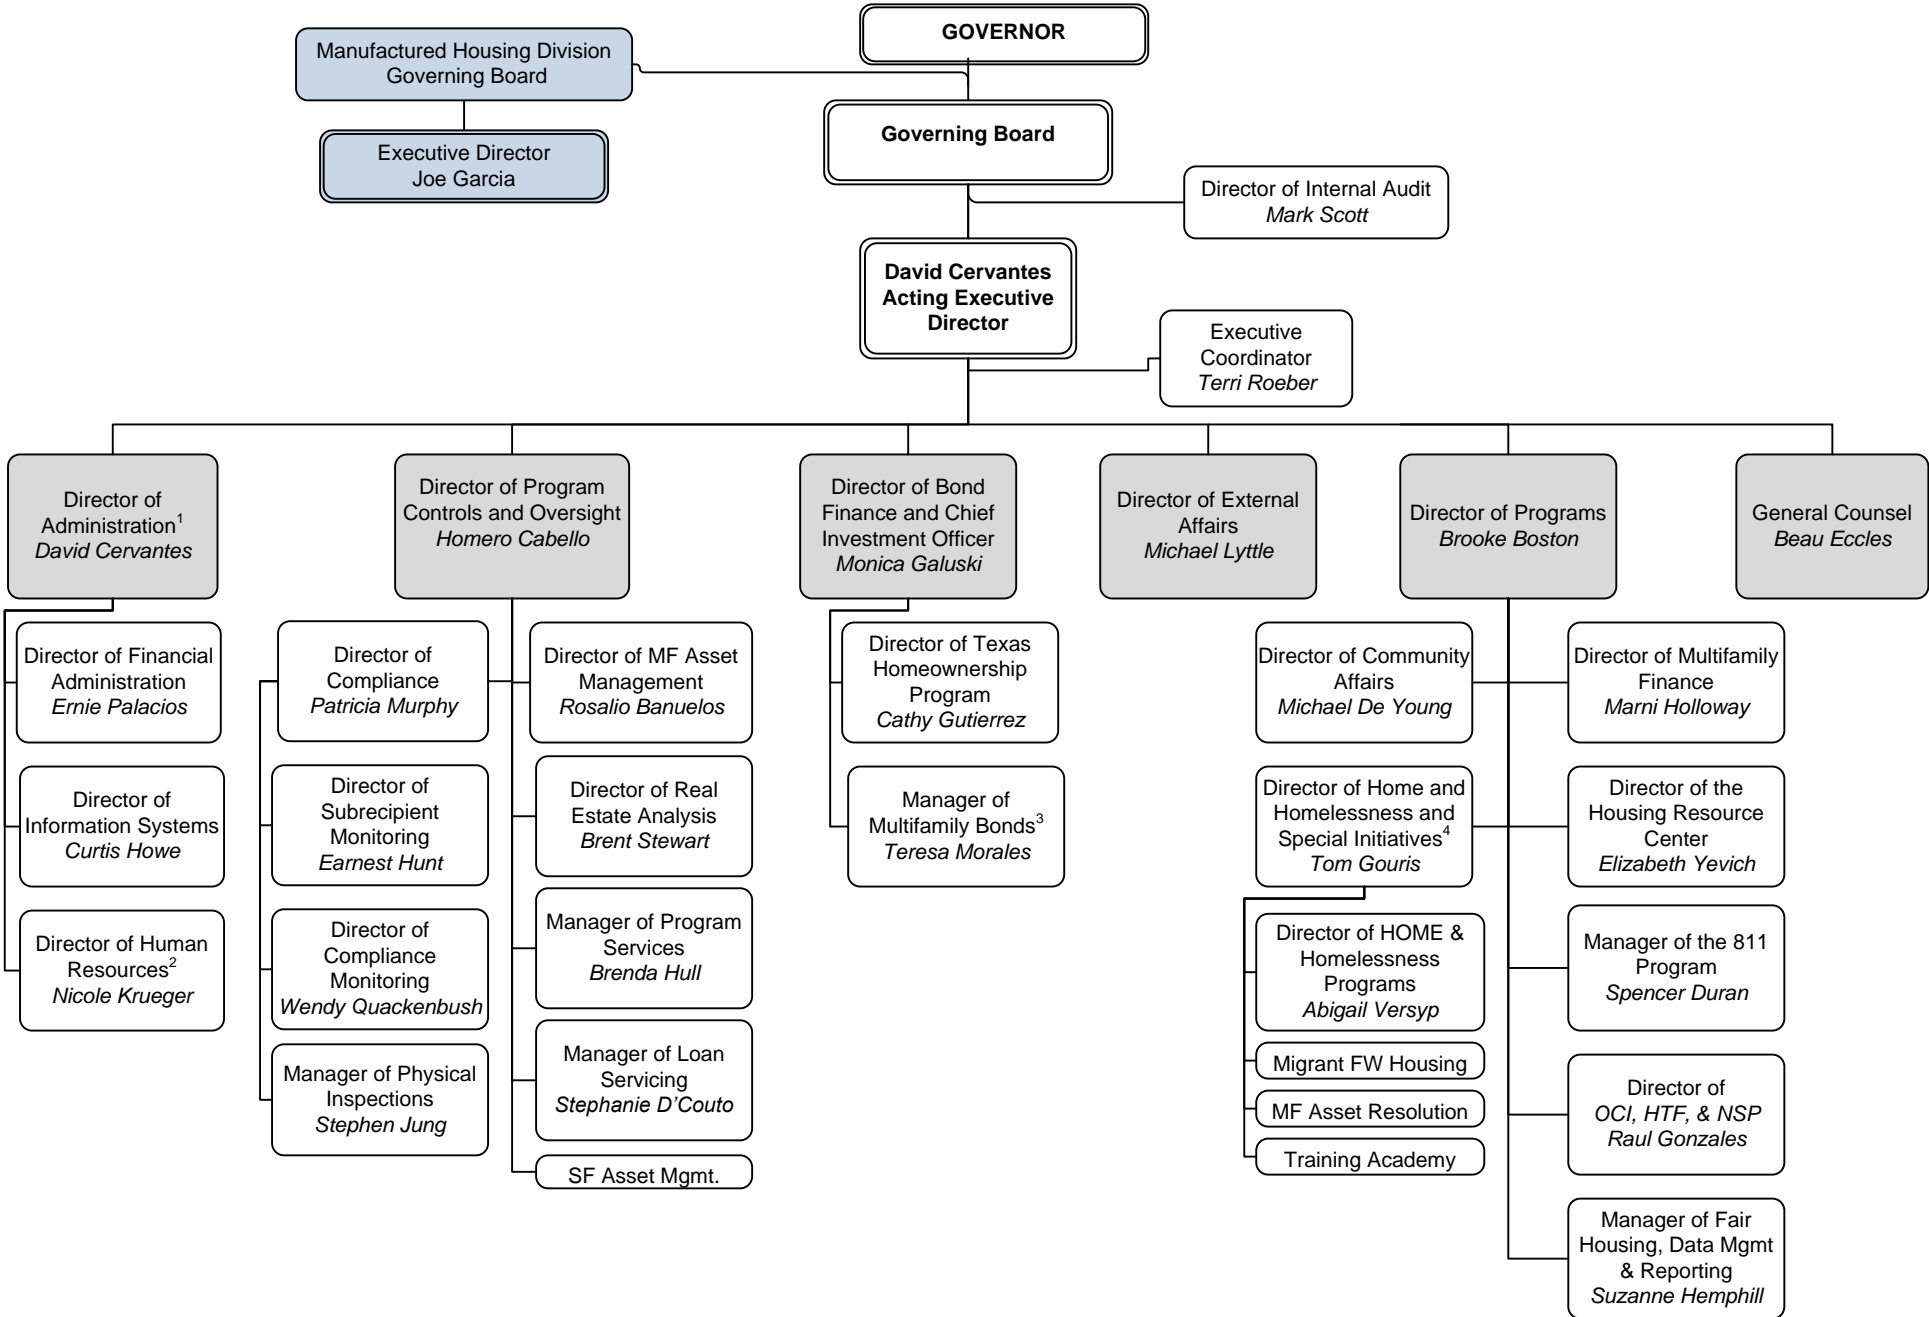 GOVERNOR
Manufactured Housing Division
Governing Board
Governing Board
Executive Director
Joe Garcia
Director of Internal Audit
Mark Scott
David Cervantes
Acting Executive
Director
Executive
Coordinator
Terri Roeber
Director of
Administration¹
David Cervantes
Director of Program
Controls and Oversight
Homero Cabello
Director of Bond
Finance and Chief
Investment Officer
Monica Galuski
Director of External
Affairs
Michael Lyttle
Director of Programs
Brooke Boston
General Counsel
Beau Eccles
Director of Financial
Administration
Ernie Palacios
Director of
Information Systems
Curtis Howe
Director of Human
Resources²
Nicole Krueger
Director of
Compliance
Patricia Murphy
Director of
Subrecipient
Monitoring
Earnest Hunt
Director of
Compliance
Monitoring
Wendy Quackenbush
Manager of Physical
Inspections
Stephen Jung
Director of MF Asset
Management
Rosalio Banuelos
Director of Real
Estate Analysis
Brent Stewart
Manager of Program
Services
Brenda Hull
Manager of Loan
Servicing
Stephanie D'Couto
SF Asset Mgmt.
Director of Texas
Homeownership
Program
Cathy Gutierrez
Manager of
Multifamily Bonds³
Teresa Morales
Director of Community
Affairs
Michael De Young
Director of Home and
Homelessness and
Special Initiatives⁴
Tom Gouris
Director of HOME &
Homelessness
Programs
Abigail Versyp
Migrant FW Housing
MF Asset Resolution
Training Academy
Director of Multifamily
Finance
Marni Holloway
Director of the
Housing Resource
Center
Elizabeth Yevich
Manager of the 811
Program
Spencer Duran
Director of
OCI, HTF, & NSP
Raul Gonzales
Manager of Fair
Housing, Data Mgmt
& Reporting
Suzanne Hemphill